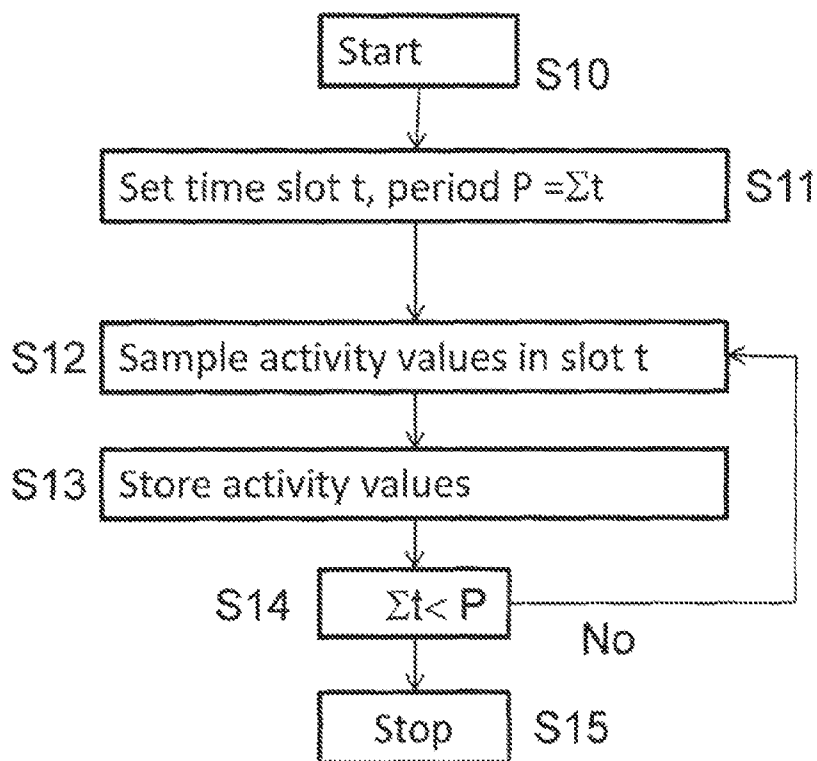 Start
S10
Set time slot t, period P =Σt
S11
S12
Sample activity values in slot t
S13
Store activity values
S14
Σt< P
No
Stop
S15